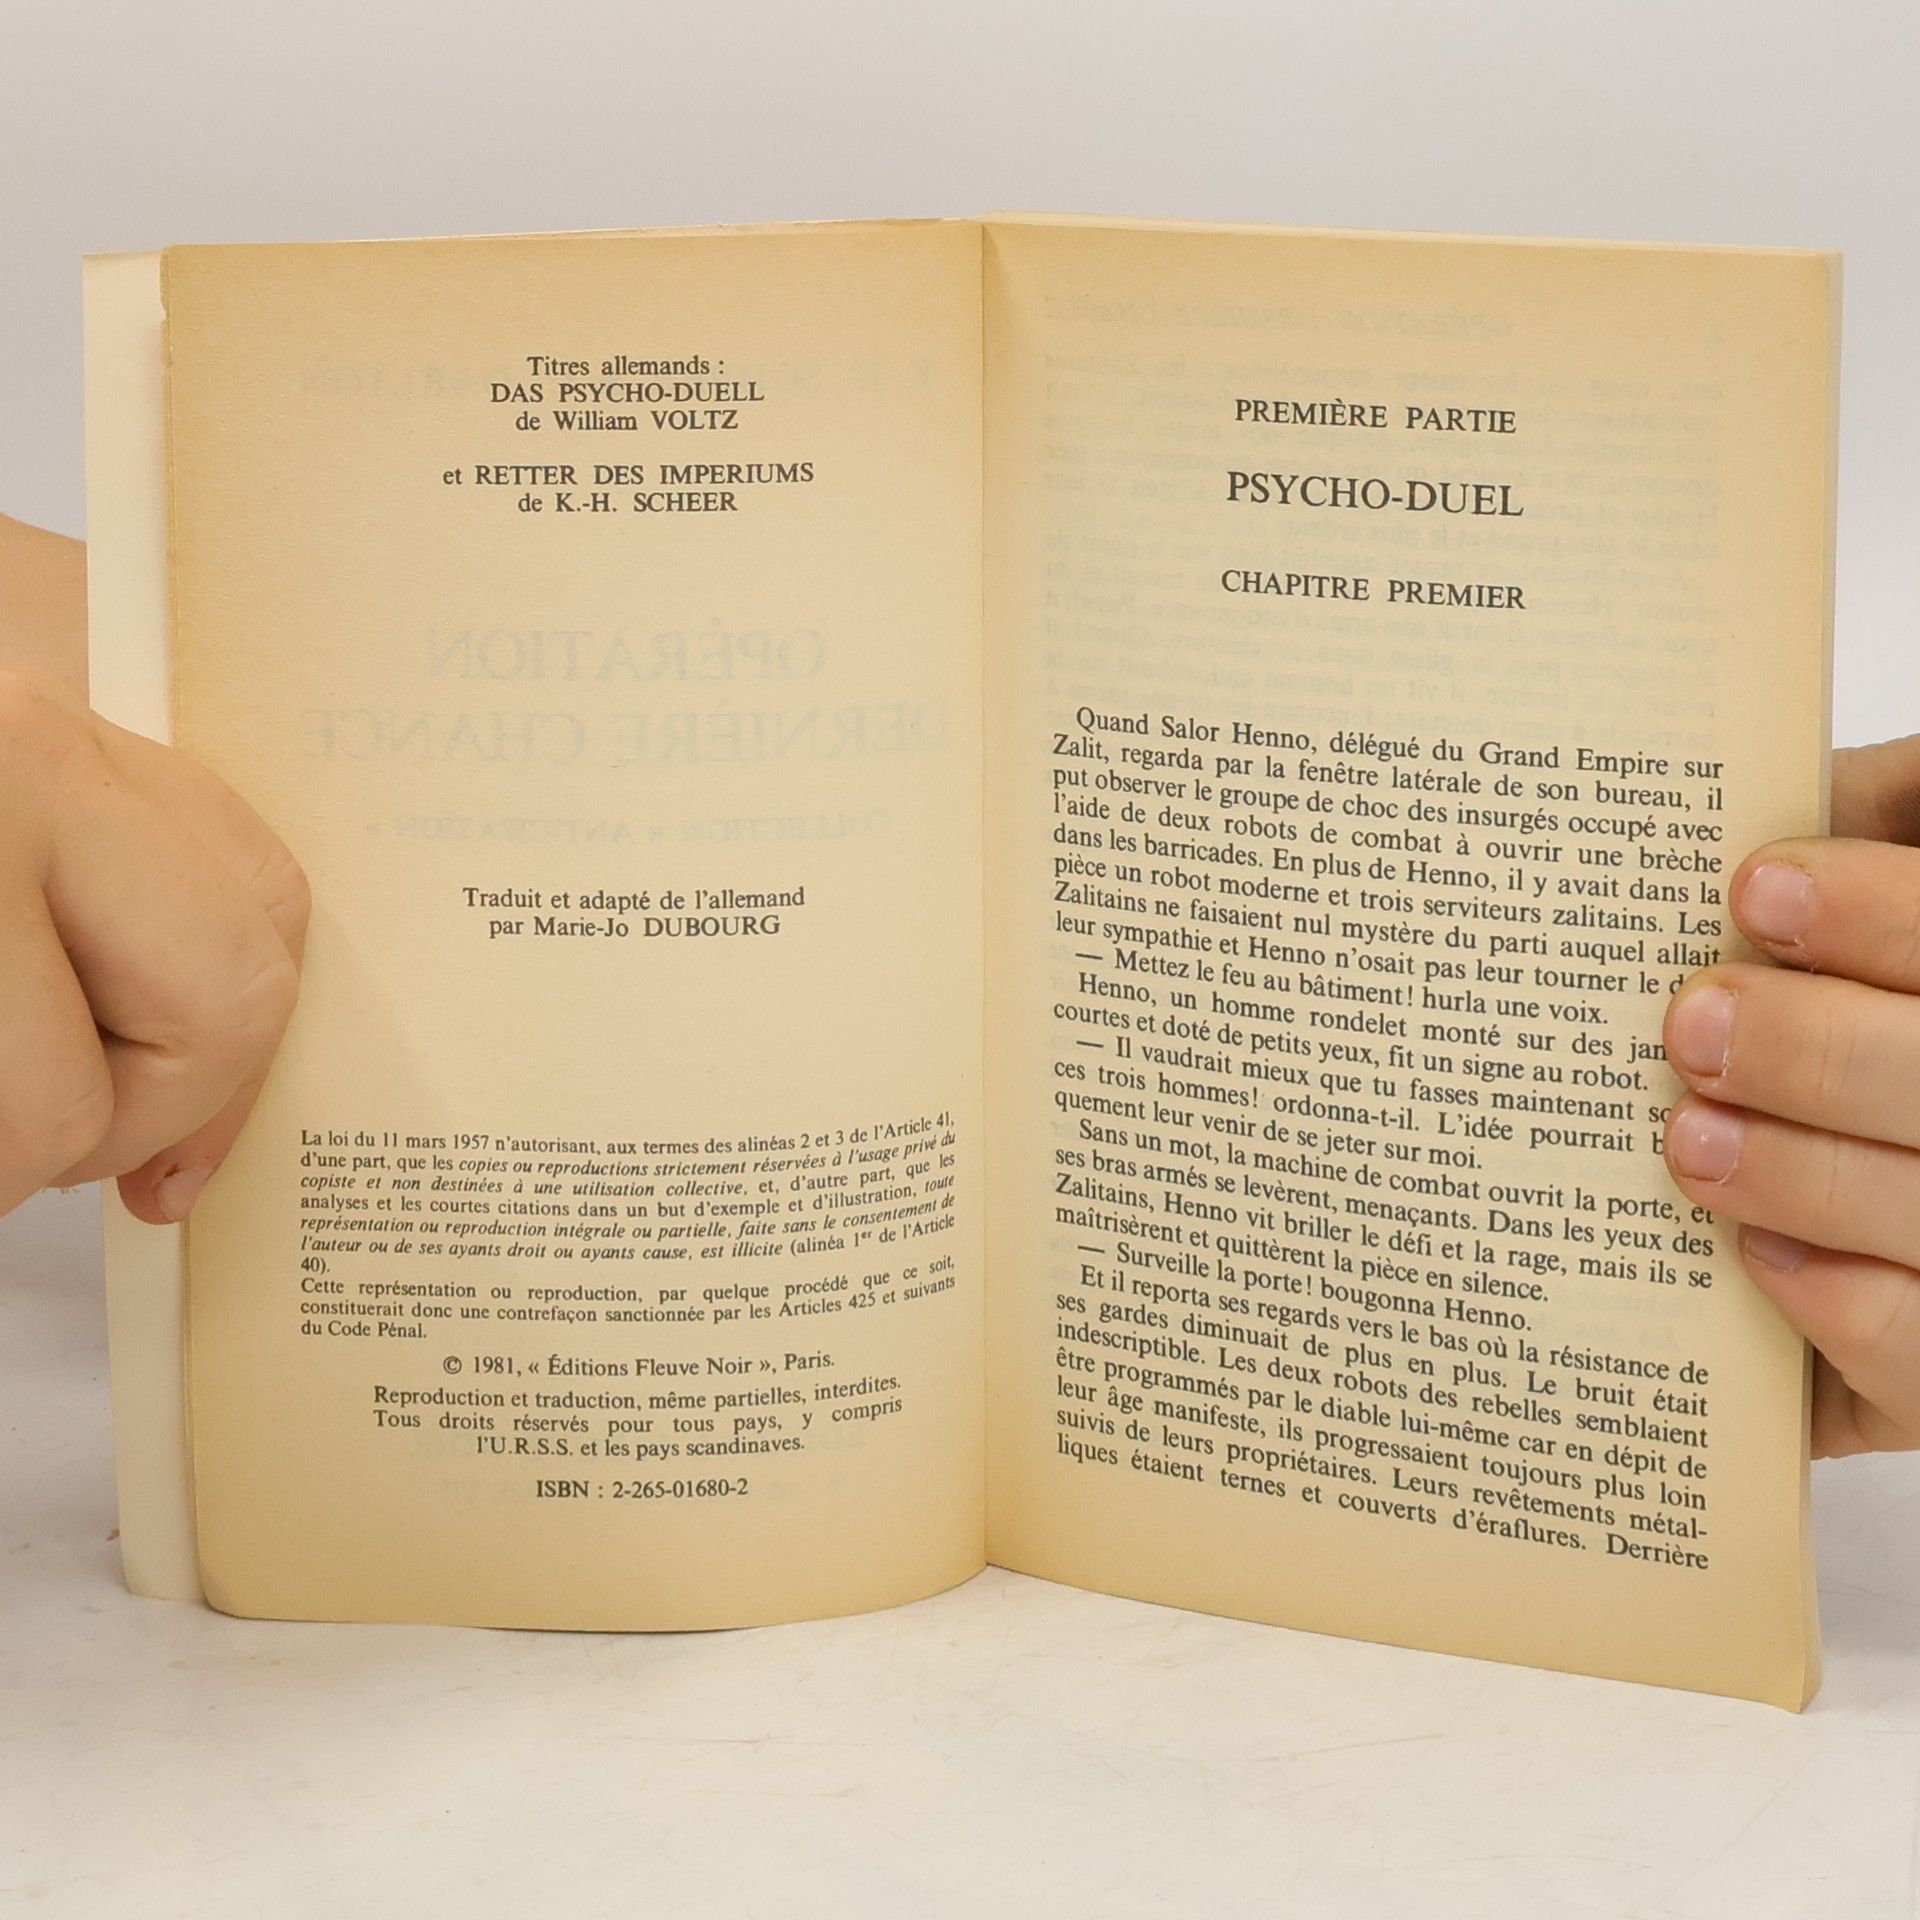 Titres allemands :
DAS PSYCHO-DUELL
de William VOLTZ
et RETTER DES IMPERIUMS
de K.-H. SCHEER
OPÉRATION
DERNIÈRE CHANCE
Traduit et adapté de l'allemand
par Marie-Jo DUBOURG
La loi du 11 mars 1957 n'autorisant, aux termes des alinéas 2 et 3 de l'Article 41,
d'une part, que les copies ou reproductions strictement réservées à l'usage privé du
copiste et non destinées à une utilisation collective, et, d'autre part, que les
analyses et les courtes citations dans un but d'exemple et d'illustration, toute
représentation ou reproduction intégrale ou partielle, faite sans le consentement de
l'auteur ou de ses ayants droit ou ayants cause, est illicite (alinéa 1er de l'Article
40).
Cette représentation ou reproduction, par quelque procédé que ce soit,
constituerait donc une contrefaçon sanctionnée par les Articles 425 et suivants
du Code Pénal.
© 1981, « Éditions Fleuve Noir », Paris.
Reproduction et traduction, même partielles, interdites.
Tous droits réservés pour tous pays, y compris
l'U.R.S.S. et les pays scandinaves.
ISBN : 2-265-01680-2
PREMIÈRE PARTIE
PSYCHO-DUEL
CHAPITRE PREMIER
Quand Salor Henno, délégué du Grand Empire sur
Zalit, regarda par la fenêtre latérale de son bureau, il
put observer le groupe de choc des insurgés occupé avec
l'aide de deux robots de combat à ouvrir une brèche
dans les barricades. En plus de Henno, il y avait dans la
pièce un robot moderne et trois serviteurs zalitains. Les
Zalitains ne faisaient nul mystère du parti auquel allait
leur sympathie et Henno n'osait pas leur tourner le
— Mettez le feu au bâtiment! hurla une voix.
Henno, un homme rondelet monté sur des
courtes et doté de petits yeux, fit un signe au robot.
— Il vaudrait mieux que tu fasses maintenant
ces trois hommes! ordonna-t-il. L'idée pourrait
quement leur venir de se jeter sur moi.
Sans un mot, la machine de combat ouvrit la porte, et
ses bras armés se levèrent, menaçants. Dans les yeux des
Zalitains, Henno vit briller le défi et la rage, mais ils se
maîtrisèrent et quittèrent la pièce en silence.
— Surveille la porte! bougonna Henno.
Et il reporta ses regards vers le bas où la résistance de
ses gardes diminuait de plus en plus. Le bruit était
indescriptible. Les deux robots des rebelles semblaient
être programmés par le diable lui-même car en dépit de
leur âge manifeste, ils progressaient toujours plus loin
suivis de leurs propriétaires. Leurs revêtements métal-
liques étaient ternes et couverts d'éraflures. Derrière